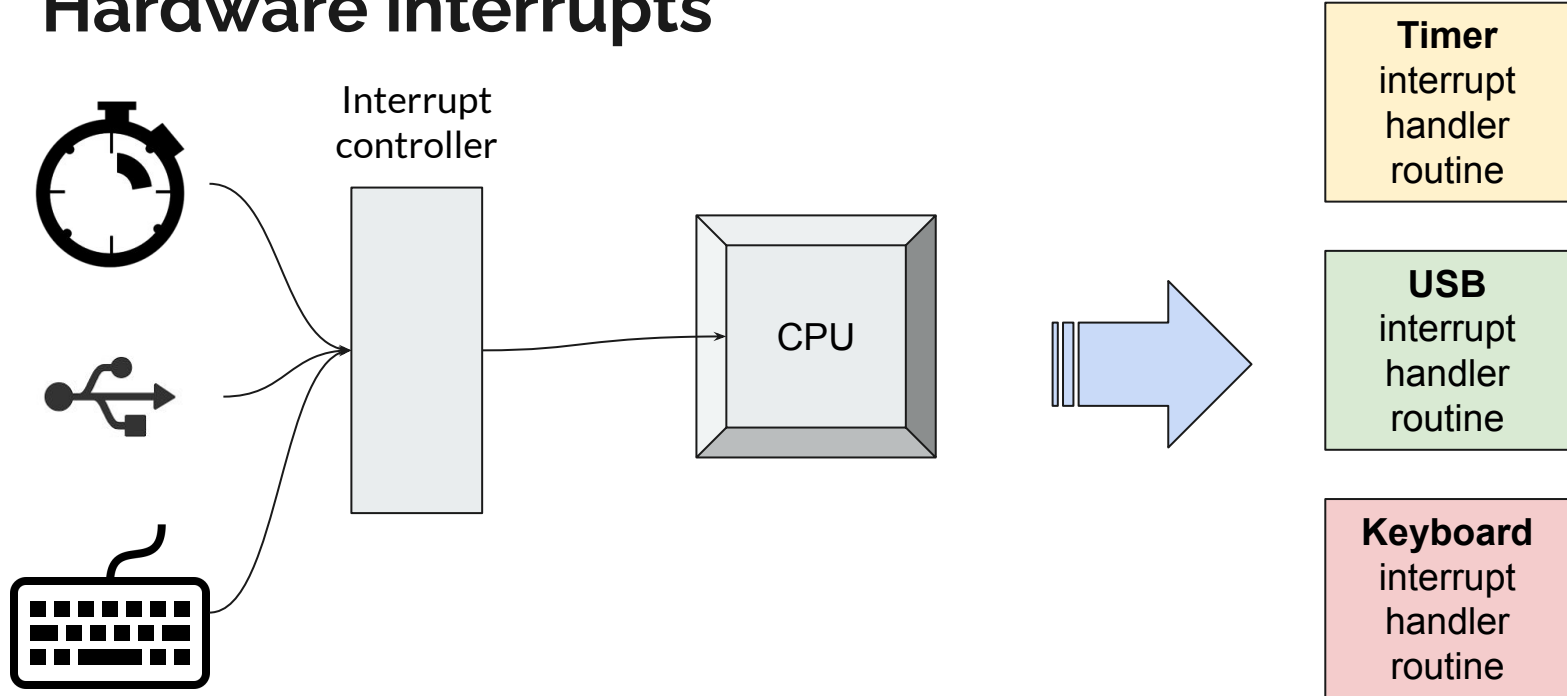 Hardware Interrupts
Interrupt
controller
CPU
Timer
interrupt
handler
routine
USB
interrupt
handler
routine
Keyboard
interrupt
handler
routine